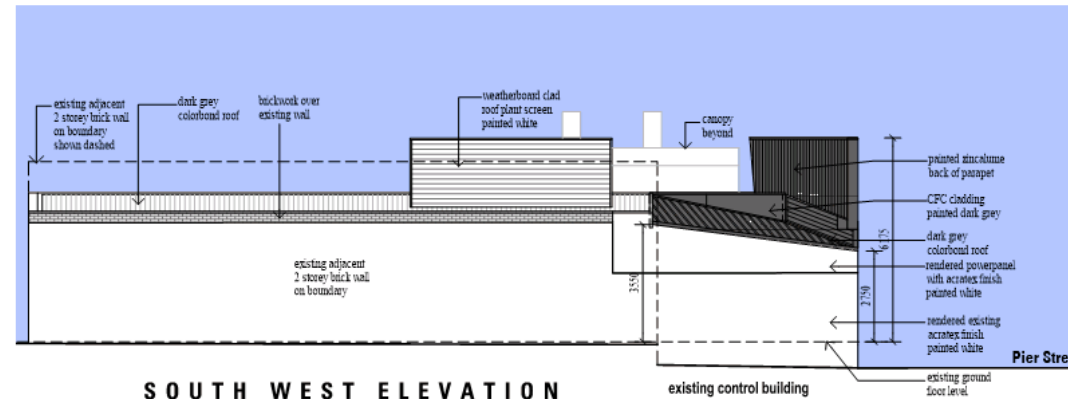 existing adjacent
2 storey brick wall
on boundary
shown dashed
dark grey
colorbond roof
brickwork over
existing wall
weatherboard clad
roof plant screen
painted white
canopy
beyond
painted zincalume
back of parapet
CFC cladding
painted dark grey
dark grey
colorbond roof
rendered powerpanel
with acratex finish
painted white
rendered existing
acratex finish
painted white
existing ground
floor level
existing adjacent
2 storey brick wall
on boundary
3550
2750
6175
Pier Stre
SOUTH WEST ELEVATION
existing control building